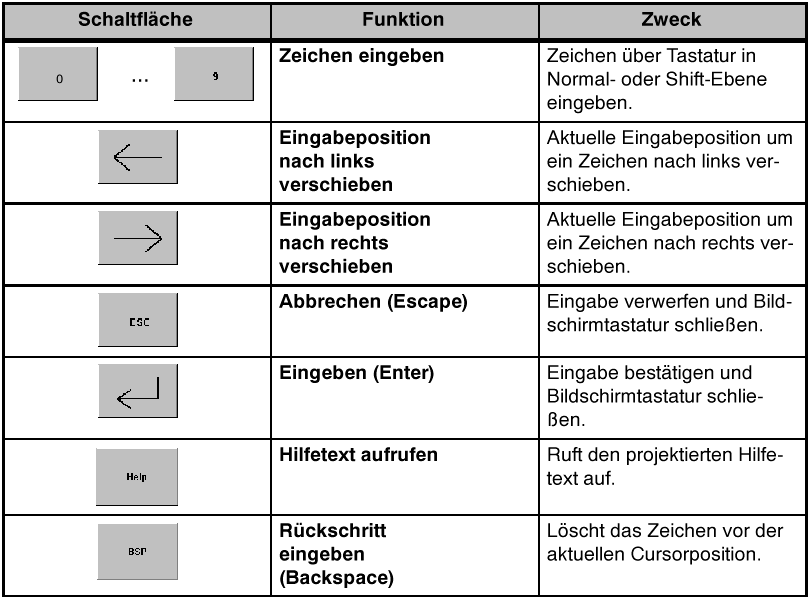 Schaltfläche Funktion Zweck
0 ... 9
Zeichen eingeben
Zeichen über Tastatur in
Normal- oder Shift-Ebene
eingeben.
Eingabeposition
nach links
verschieben
Aktuelle Eingabeposition um
ein Zeichen nach links ver-
schieben.
Eingabeposition
nach rechts
verschieben
Aktuelle Eingabeposition um
ein Zeichen nach rechts ver-
schieben.
ESC
Abbrechen (Escape)
Eingabe verwerfen und Bild-
schirmtastatur schließen.
Eingeben (Enter)
Eingabe bestätigen und
Bildschirmtastatur schlie-
ßen.
Help
Hilfetext aufrufen
Ruft den projektierten Hilfe-
text auf.
BSP
Rückschritt
eingeben
(Backspace)
Löscht das Zeichen vor der
aktuellen Cursorposition.